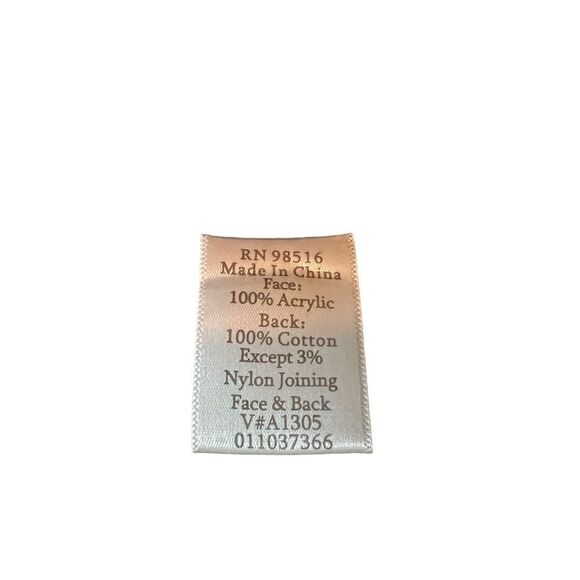 RN 98516
Made In China
Face:
100% Acrylic
Back:
100% Cotton
Except 3%
Nylon Joining
Face & Back
V#A1305
011037366